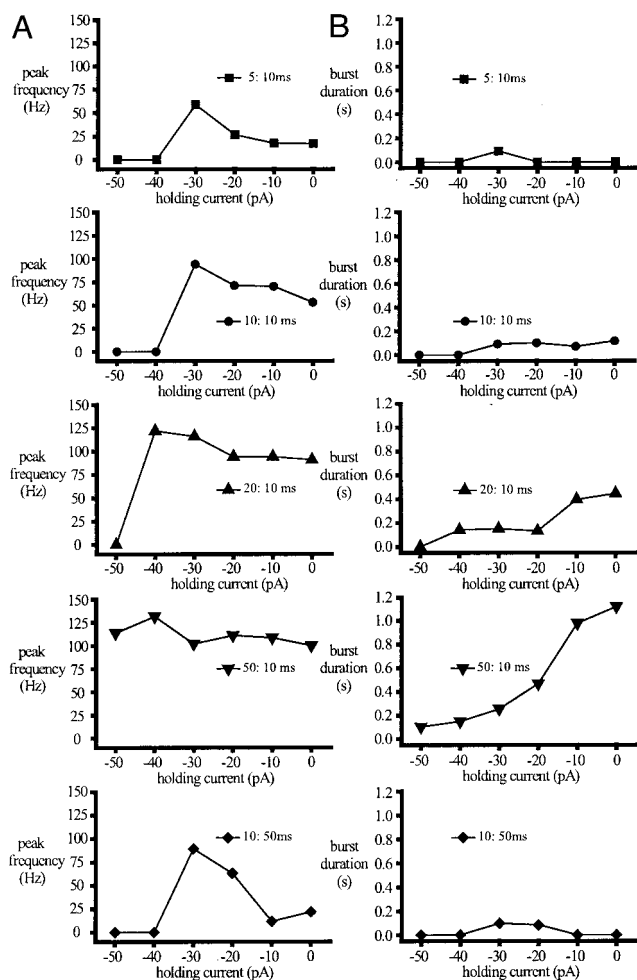 A
B
150
125
100
75
50
25
0
peak
frequency
(Hz)
5: 10ms
-50 -40 -30 -20 -10 0
holding current (pA)
1.2
1.0
0.8
0.6
0.4
0.2
0.0
burst
duration
(s)
5: 10ms
-50 -40 -30 -20 -10 0
holding current (pA)
150
125
100
75
50
25
0
peak
frequency
(Hz)
10: 10 ms
-50 -40 -30 -20 -10 0
holding current (pA)
1.2
1.0
0.8
0.6
0.4
0.2
0.0
burst
duration
(s)
10: 10 ms
-50 -40 -30 -20 -10 0
holding current (pA)
150
125
100
75
50
25
0
peak
frequency
(Hz)
20: 10 ms
-50 -40 -30 -20 -10 0
holding current (pA)
1.2
1.0
0.8
0.6
0.4
0.2
0.0
burst
duration
(s)
20: 10 ms
-50 -40 -30 -20 -10 0
holding current (pA)
150
125
100
75
50
25
0
peak
frequency
(Hz)
50: 10 ms
-50 -40 -30 -20 -10 0
holding current (pA)
1.2
1.0
0.8
0.6
0.4
0.2
0.0
burst
duration
(s)
50: 10 ms
-50 -40 -30 -20 -10 0
holding current (pA)
150
125
100
75
50
25
0
peak
frequency
(Hz)
10: 50ms
-50 -40 -30 -20 -10 0
holding current (pA)
1.2
1.0
0.8
0.6
0.4
0.2
0.0
burst
duration
(s)
10: 50ms
-50 -40 -30 -20 -10 0
holding current (pA)